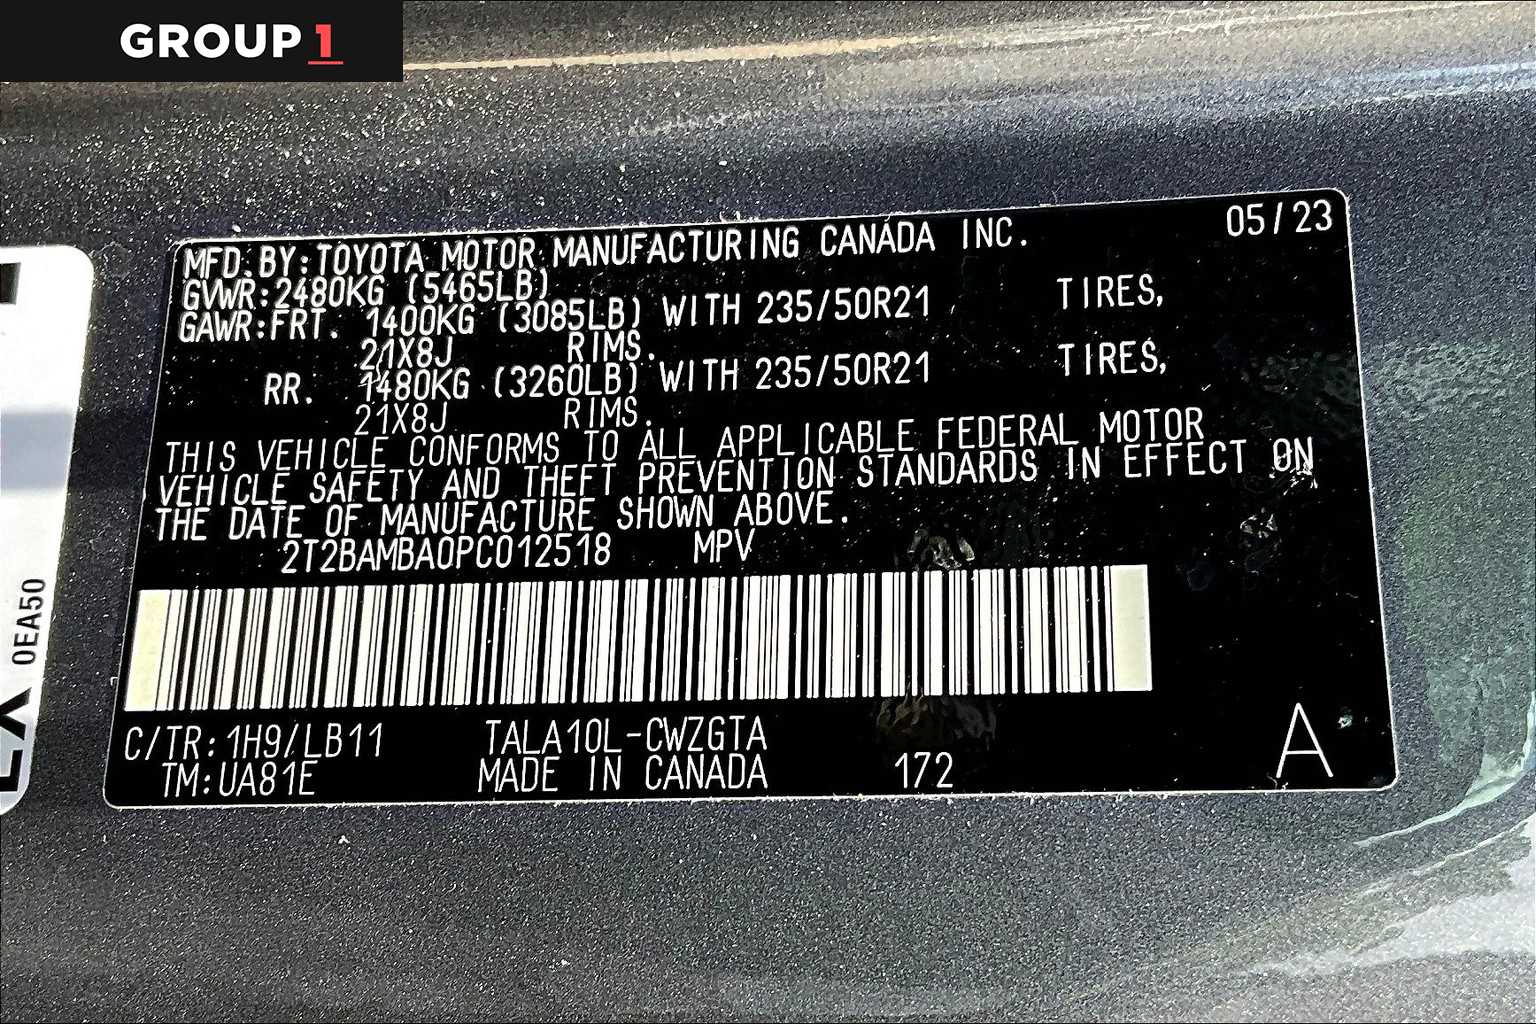 GROUP 1
05/23
MFD.BY:TOYOTA MOTOR MANUFACTURING CANADA INC.
GVWR:2480KG (5465LB)
GAWR:FRT. 1400KG (3085LB) WITH 235/50R21 TIRES,
21X8J RIMS.
RR. 1480KG (3260LB) WITH 235/50R21 TIRES,
21X8J RIMS.
THIS VEHICLE CONFORMS TO ALL APPLICABLE FEDERAL MOTOR
VEHICLE SAFETY AND THEFT PREVENTION STANDARDS IN EFFECT ON
THE DATE OF MANUFACTURE SHOWN ABOVE.
2T2BAMBA0PC012518 MPV
C/TR:1H9/LB11 TALA10L-CWZGTA
TM:UA81E MADE IN CANADA 172 A
0EA50